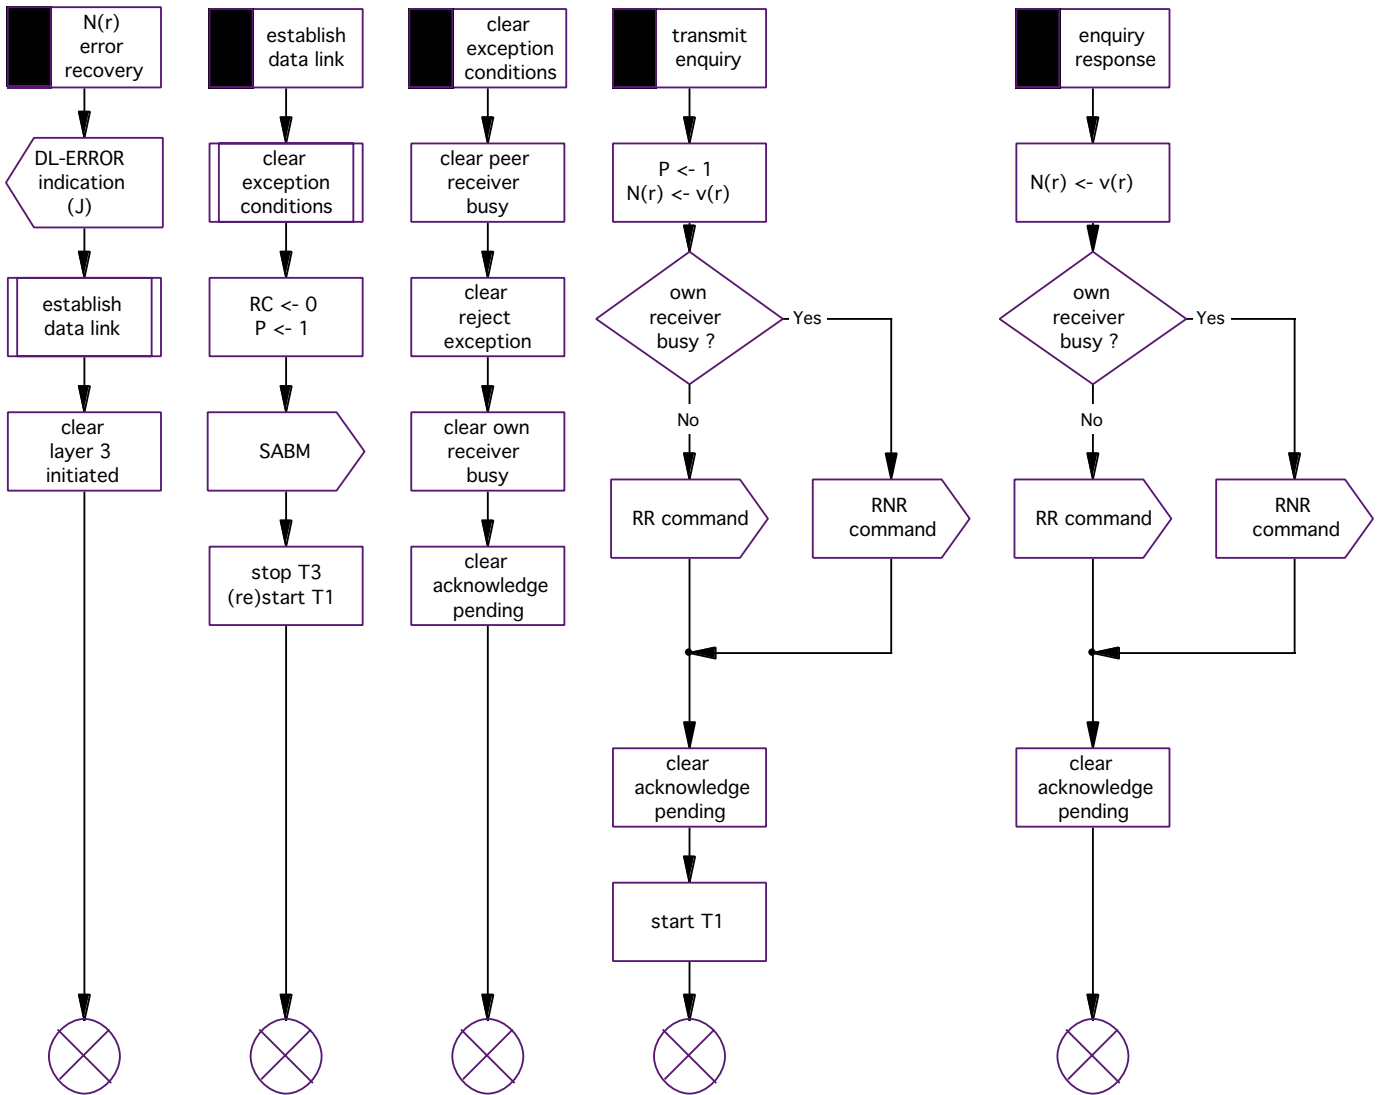 N(r)
error
recovery
DL-ERROR
indication
(J)
establish
data link
clear
layer 3
initiated
establish
data link
clear
exception
conditions
RC <- 0
P <- 1
SABM
stop T3
(re)start T1
clear
exception
conditions
clear peer
receiver
busy
clear
reject
exception
clear own
receiver
busy
clear
acknowledge
pending
transmit
enquiry
P <- 1
N(r) <- v(r)
own
receiver
busy ?
Yes
No
RR command
RNR
command
clear
acknowledge
pending
start T1
enquiry
response
N(r) <- v(r)
own
receiver
busy ?
Yes
No
RR command
RNR
command
clear
acknowledge
pending